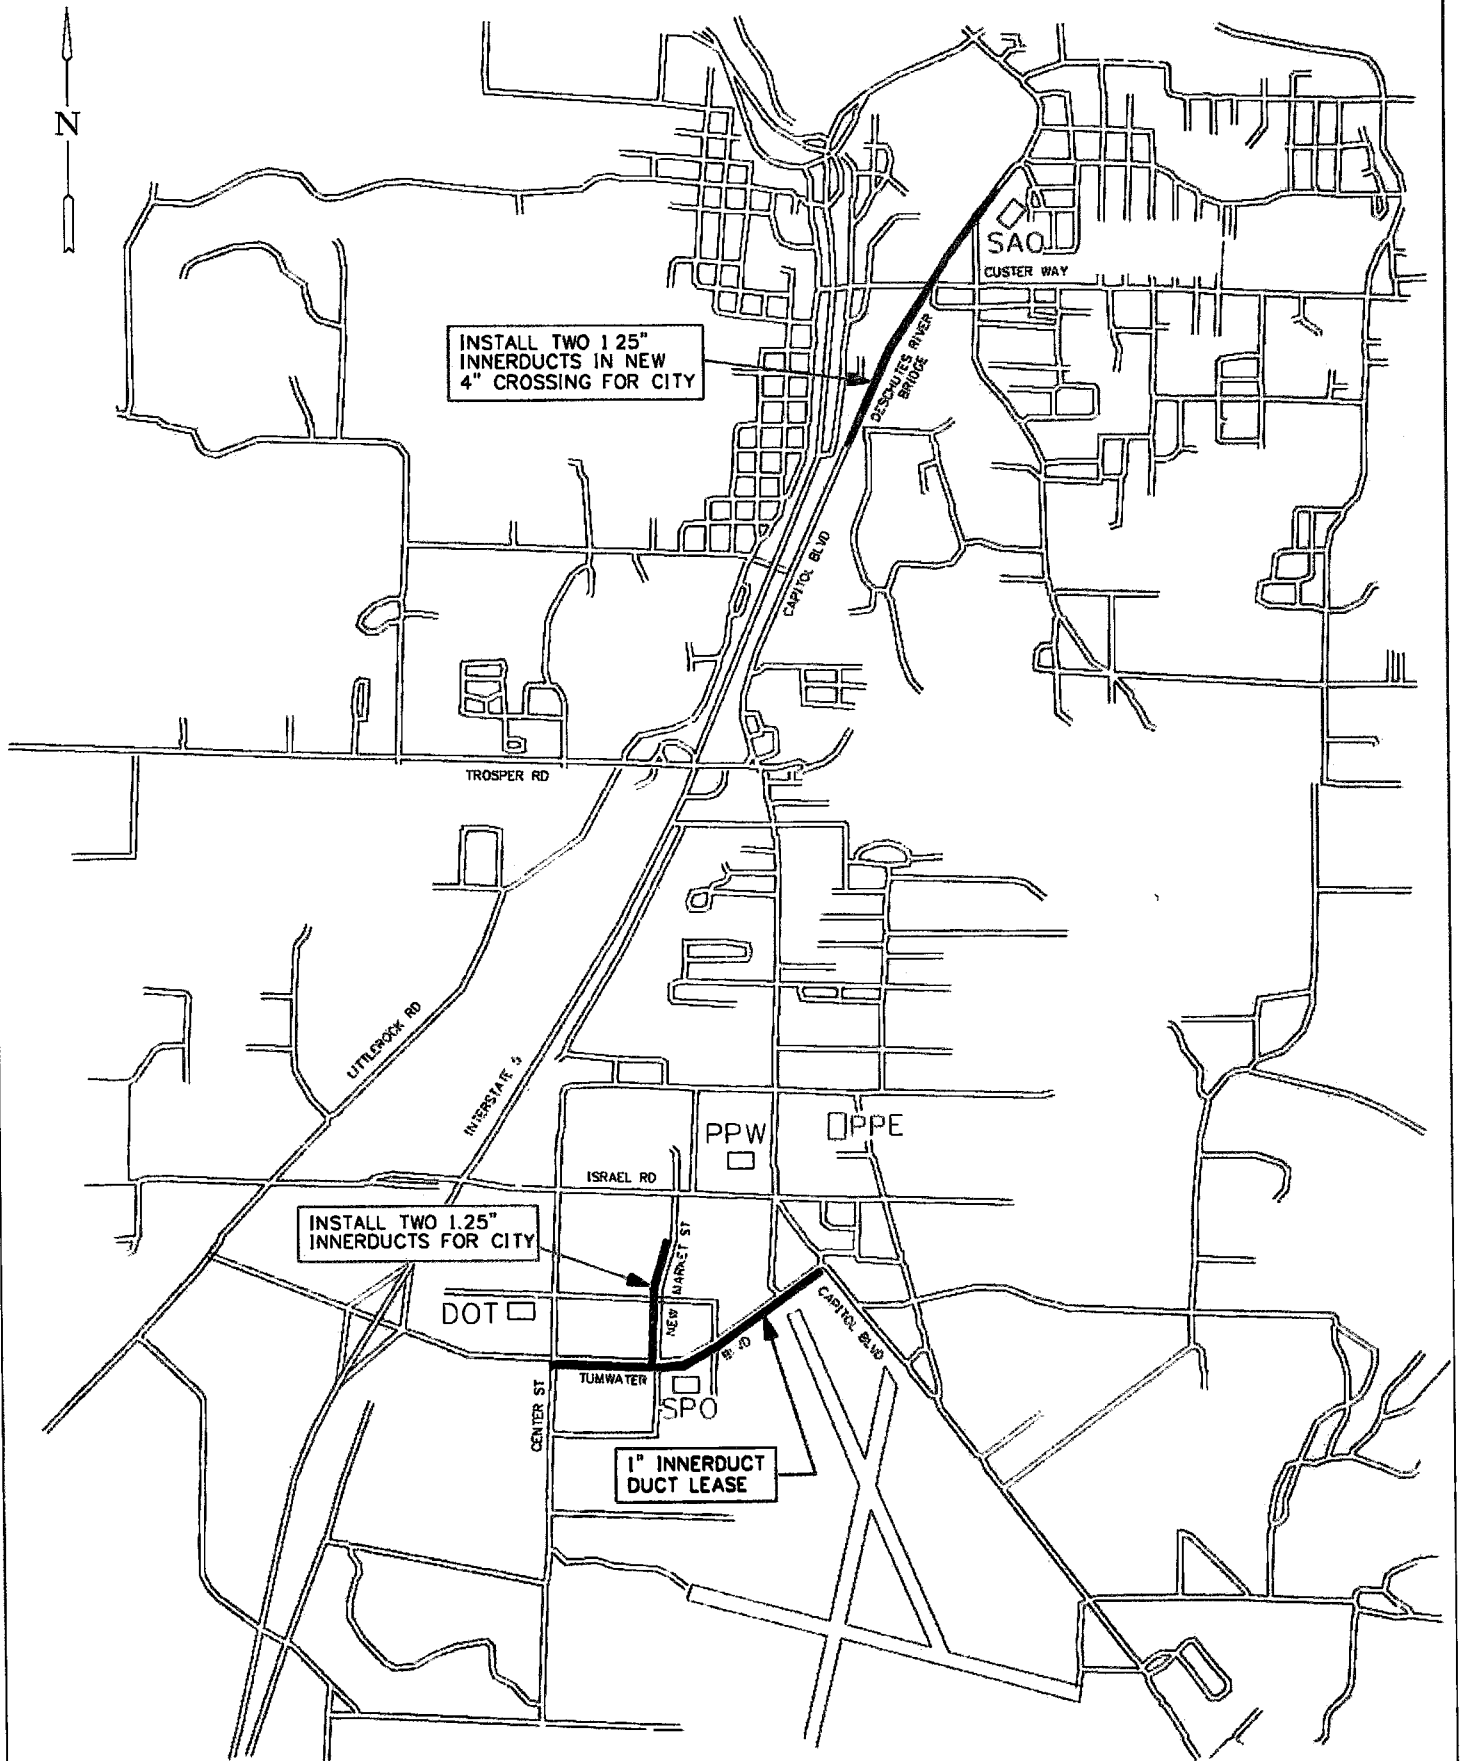 N
SAO
CUSTER WAY
INSTALL TWO 1 25"
INNERDUCTS IN NEW
4" CROSSING FOR CITY
DESCHUTES RIVER
BRIDGE
CAPITOL BLVD
TROSPER RD
LITTLEROCK RD
INTERSTATE 5
PPW
PPE
ISRAEL RD
INSTALL TWO 1.25"
INNERDUCTS FOR CITY
NEW MARKET ST
DOT
CAPITOL BLVD
TUMWATER BLVD
CENTER ST
SPO
1" INNERDUCT
DUCT LEASE